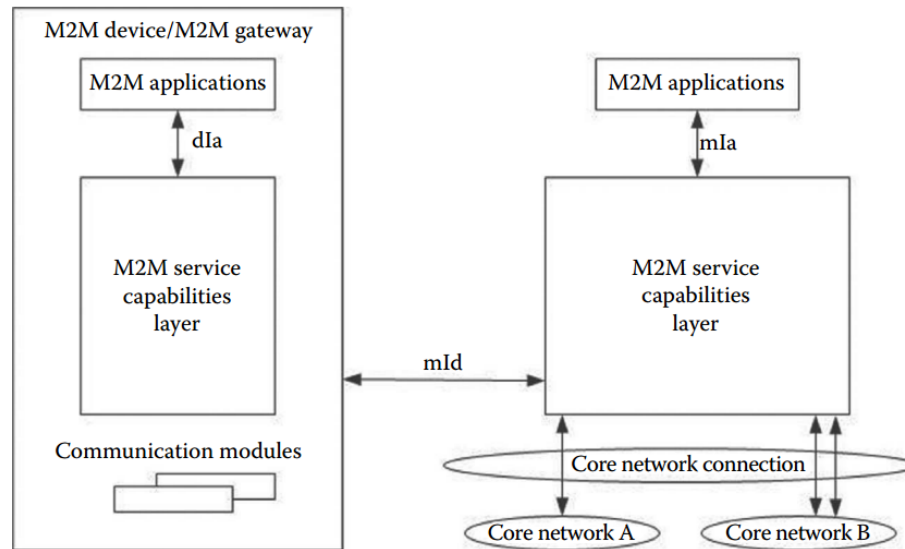 M2M device/M2M gateway
M2M applications
dIa
M2M service
capabilities
layer
Communication modules
mId
M2M applications
mIa
M2M service
capabilities
layer
Core network connection
Core network A
Core network B